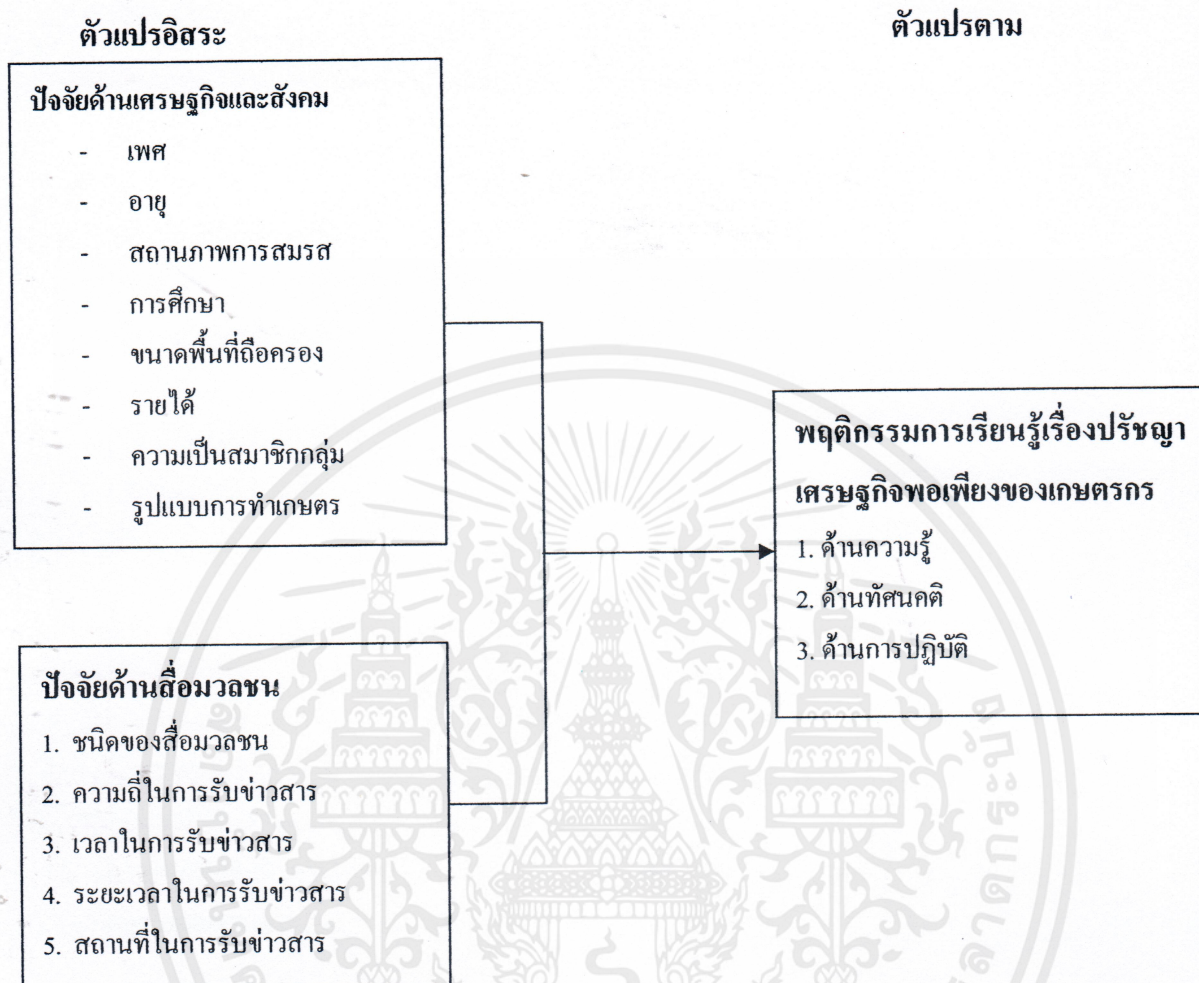 ตัวแปรอิสระ
ตัวแปรตาม
ปัจจัยด้านเศรษฐกิจและสังคม
- เพศ
- อายุ
- สถานภาพการสมรส
- การศึกษา
- ขนาดพื้นที่ถือครอง
- รายได้
- ความเป็นสมาชิกกลุ่ม
- รูปแบบการทำเกษตร
ปัจจัยด้านสื่อมวลชน
1. ชนิดของสื่อมวลชน
2. ความถี่ในการรับข่าวสาร
3. เวลาในการรับข่าวสาร
4. ระยะเวลาในการรับข่าวสาร
5. สถานที่ในการรับข่าวสาร
พฤติกรรมการเรียนรู้เรื่องปรัชญา
เศรษฐกิจพอเพียงของเกษตรกร
1. ด้านความรู้
2. ด้านทัศนคติ
3. ด้านการปฏิบัติ